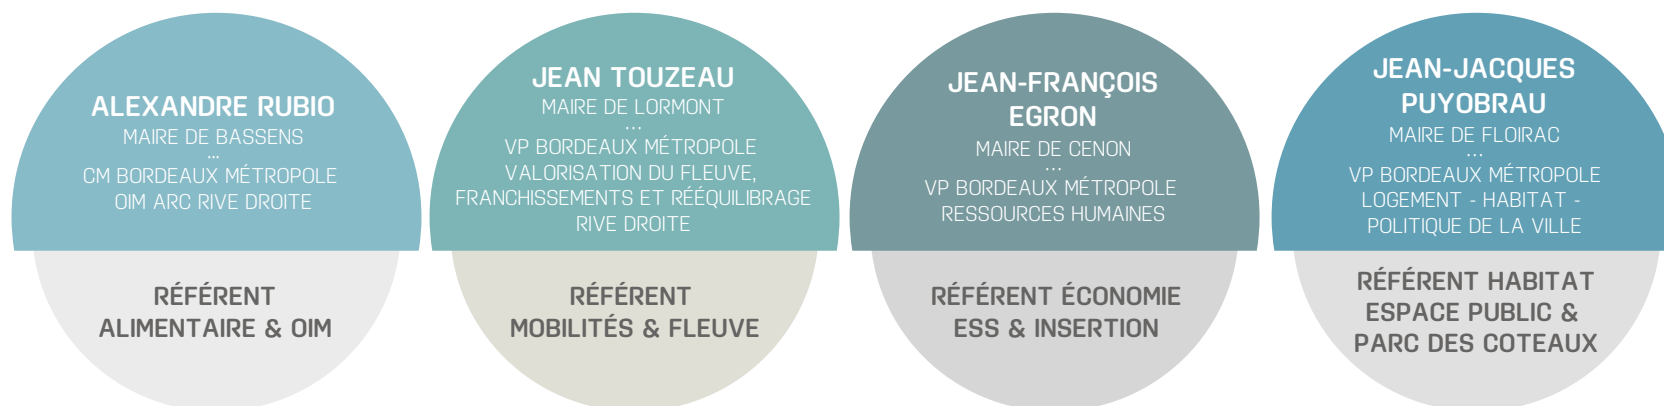 ALEXANDRE RUBIO
MAIRE DE BASSENS
...
CM BORDEAUX MÉTROPOLE
OIM ARC RIVE DROITE
RÉFÉRENT
ALIMENTAIRE & OIM
JEAN TOUZEAU
MAIRE DE LORMONT
...
VP BORDEAUX MÉTROPOLE
VALORISATION DU FLEUVE,
FRANCHISSEMENTS ET RÉÉQUILIBRAGE
RIVE DROITE
RÉFÉRENT
MOBILITÉS & FLEUVE
JEAN-FRANÇOIS
EGRON
MAIRE DE CENON
...
VP BORDEAUX MÉTROPOLE
RESSOURCES HUMAINES
RÉFÉRENT ÉCONOMIE
ESS & INSERTION
JEAN-JACQUES
PUYOBRAU
MAIRE DE FLOIRAC
...
VP BORDEAUX MÉTROPOLE
LOGEMENT - HABITAT -
POLITIQUE DE LA VILLE
RÉFÉRENT HABITAT
ESPACE PUBLIC &
PARC DES COTEAUX